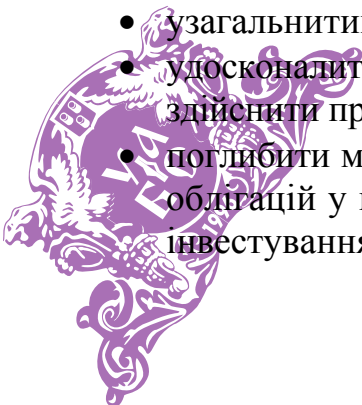 • узагальнити
• удосконалит
здійснити пр
• поглибити м
облігацій у
інвестування